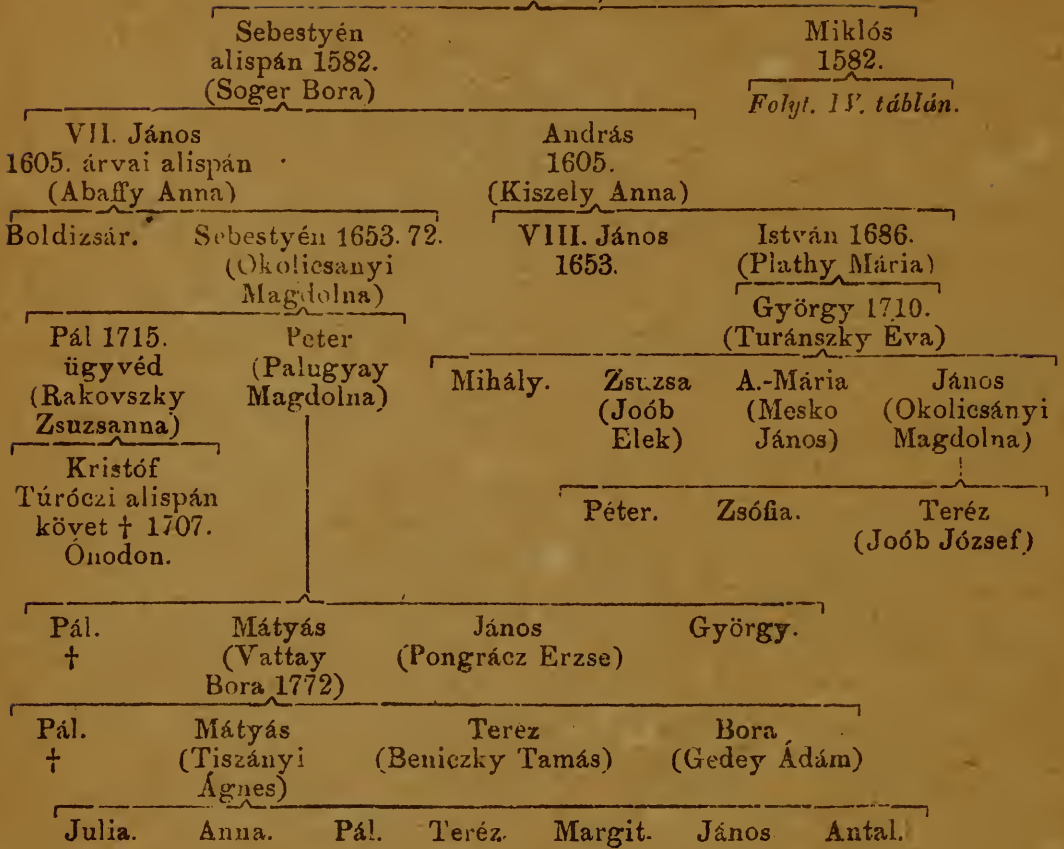 Sebestyén Miklós
alispán 1582. 1582.
(Soger Bora) Folyt. IV. táblán.
VII. János András
1605. árvai alispán 1605.
(Abaffy Anna) (Kiszely Anna)
Boldizsár. Sebestyén 1653. 72. VIII. János István 1686.
(Okolicsanyi 1653. (Plathy Mária)
Magdolna) György 1710.
Pál 1715. Peter (Turánszky Éva)
ügyvéd (Palugyay Mihály. Zsuzsa A.-Mária János
(Rakovszky Magdolna) (Joób (Mesko (Okolicsányi
Zsuzsanna) Elek) János) Magdolna)
Kristóf
Túróczi alispán Péter. Zsófia. Teréz
követ † 1707. (Joób József)
Ónodon.
Pál. Mátyás János György.
† (Vattay (Pongrácz Erzse)
Bora 1772)
Pál. Mátyás Terez Bora
† (Tiszányi (Beniczky Tamás) (Gedey Ádám)
Ágnes)
Julia. Anna. Pál. Teréz. Margit. János Antal.